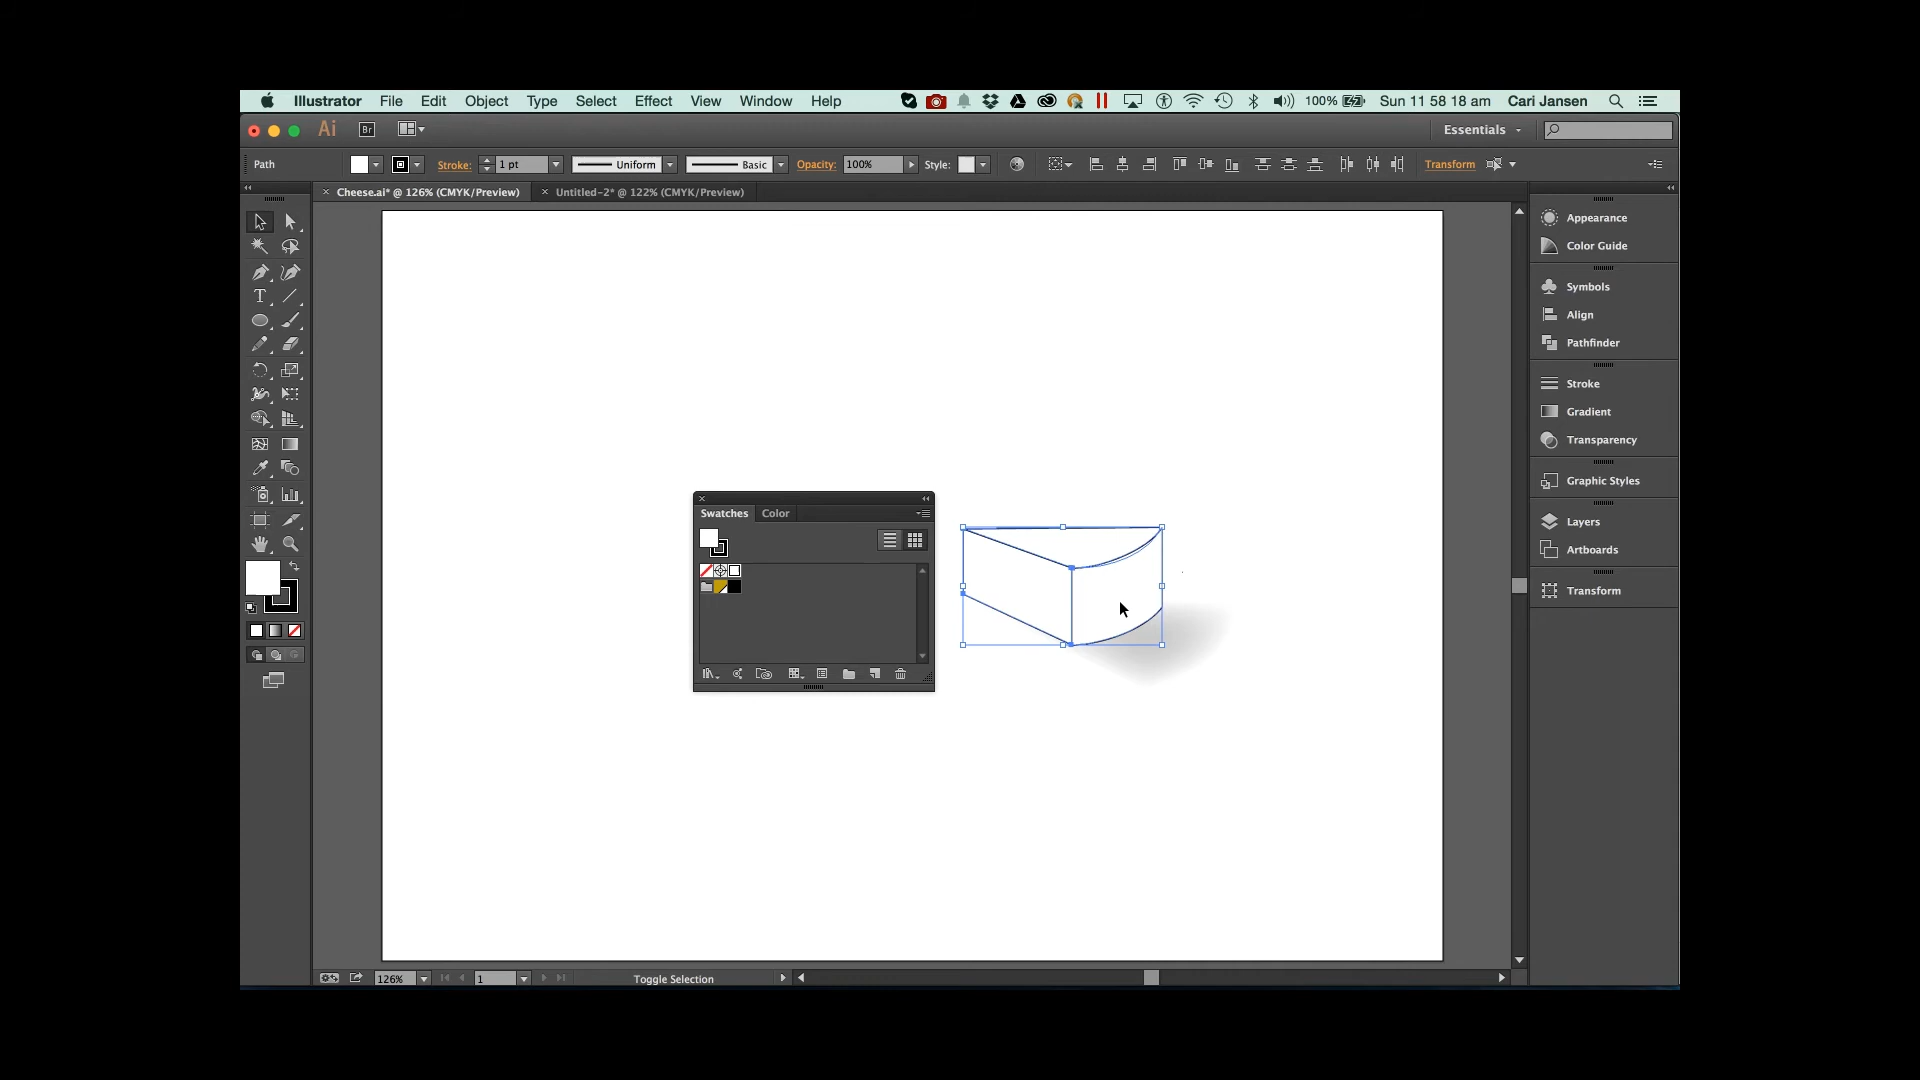 Illustrator File Edit Object Type Select Effect View Window Help 100% Sun 11 58 18 am Cari Jansen
Ai Br Essentials
Path Stroke: 1 pt Uniform Basic Opacity: 100% Style: Transform
Cheese.ai* @ 126% (CMYK/Preview) Untitled-2* @ 122% (CMYK/Preview)
Appearance
Color Guide
Symbols
Align
Pathfinder
Stroke
Gradient
Transparency
Graphic Styles
Layers
Artboards
Transform
Swatches Color
126% 1 Toggle Selection